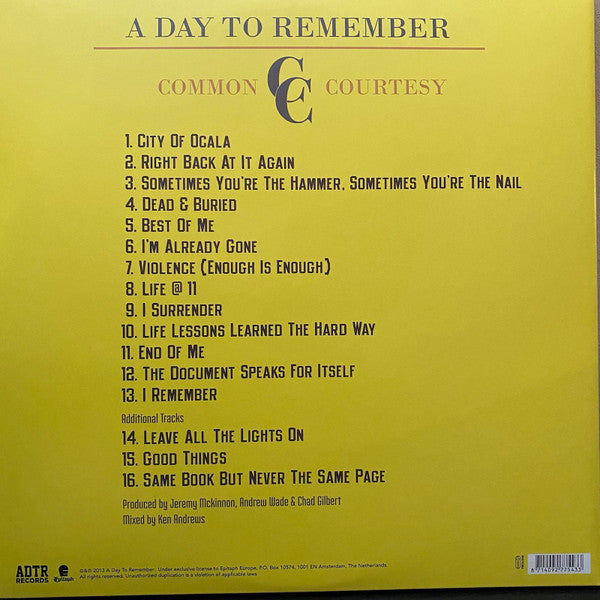 A DAY TO REMEMBER
COMMON CC COURTESY
1. CITY OF OCALA
2. RIGHT BACK AT IT AGAIN
3. SOMETIMES YOU'RE THE HAMMER, SOMETIMES YOU'RE THE NAIL
4. DEAD & BURIED
5. BEST OF ME
6. I'M ALREADY GONE
7. VIOLENCE (ENOUGH IS ENOUGH)
8. LIFE @ 11
9. I SURRENDER
10. LIFE LESSONS LEARNED THE HARD WAY
11. END OF ME
12. THE DOCUMENT SPEAKS FOR ITSELF
13. I REMEMBER
Additional Tracks
14. LEAVE ALL THE LIGHTS ON
15. GOOD THINGS
16. SAME BOOK BUT NEVER THE SAME PAGE
Produced by Jeremy Mckinnon, Andrew Wade & Chad Gilbert
Mixed by Ken Andrews
ADTR
RECORDS
Epitaph
©&℗ 2013 A Day To Remember. Under exclusive license to Epitaph Europe, P.O. Box 10574, 1001 EN Amsterdam, The Netherlands.
All rights reserved. Unauthorized duplication is a violation of applicable laws
8 714092 775433